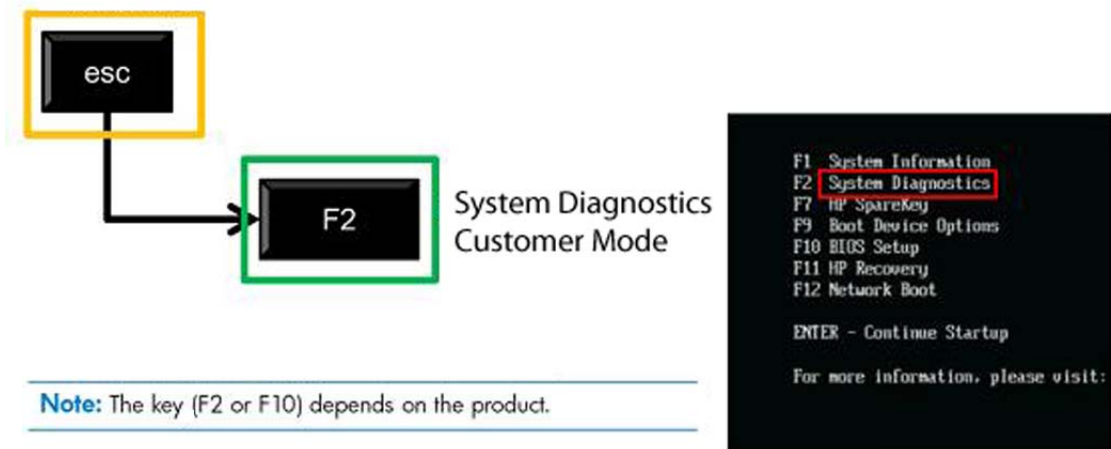 esc
F2
System Diagnostics
Customer Mode
Note: The key (F2 or F10) depends on the product.
F1 System Information
F2 System Diagnostics
F7 HP SpareKey
F9 Boot Device Options
F10 BIOS Setup
F11 HP Recovery
F12 Network Boot
ENTER - Continue Startup
For more information, please visit: